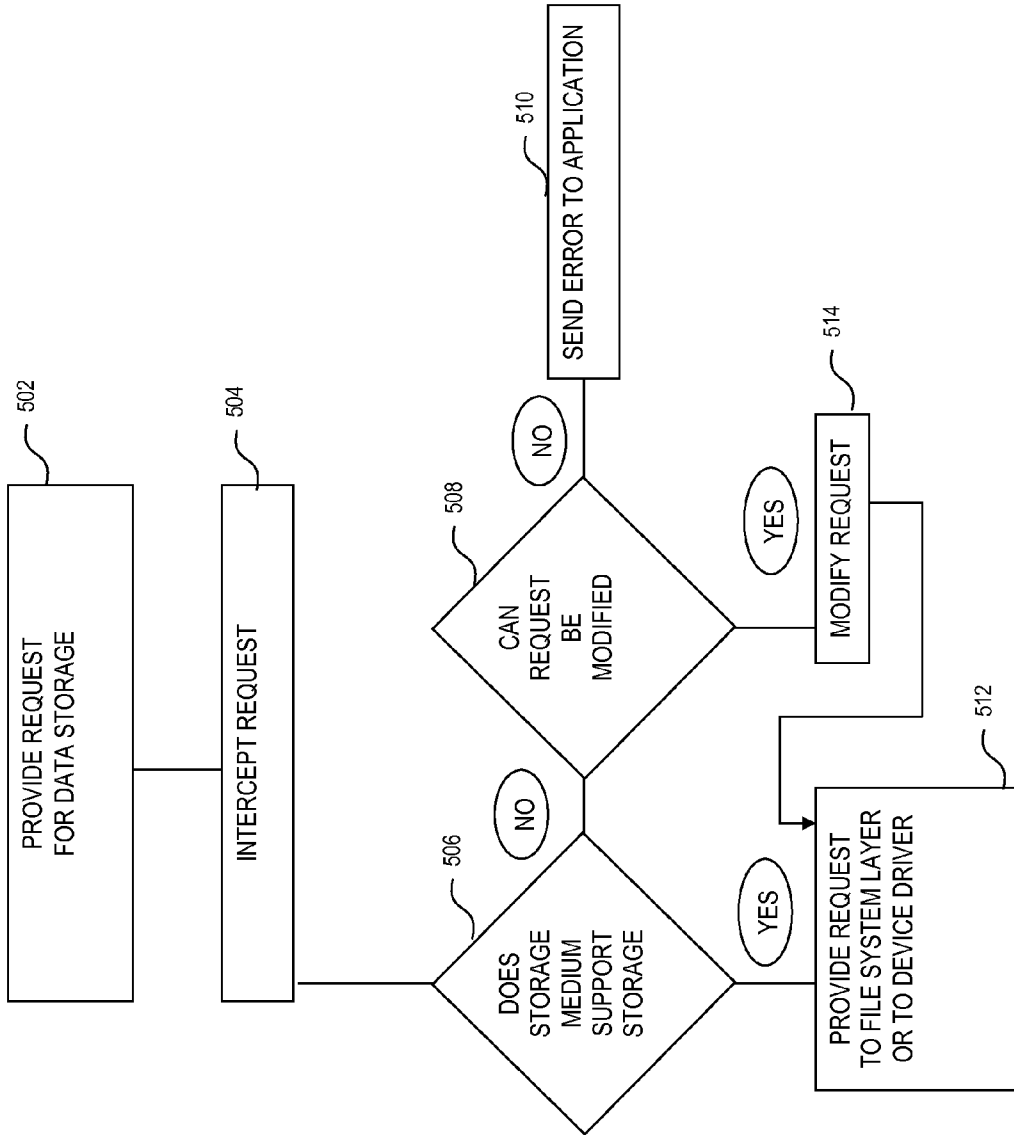 502
PROVIDE REQUEST
FOR DATA STORAGE
504
INTERCEPT REQUEST
506
DOES
STORAGE
MEDIUM
SUPPORT
STORAGE
NO
508
CAN
REQUEST
BE
MODIFIED
NO
510
SEND ERROR TO APPLICATION
YES
512
PROVIDE REQUEST
TO FILE SYSTEM LAYER
OR TO DEVICE DRIVER
YES
514
MODIFY REQUEST